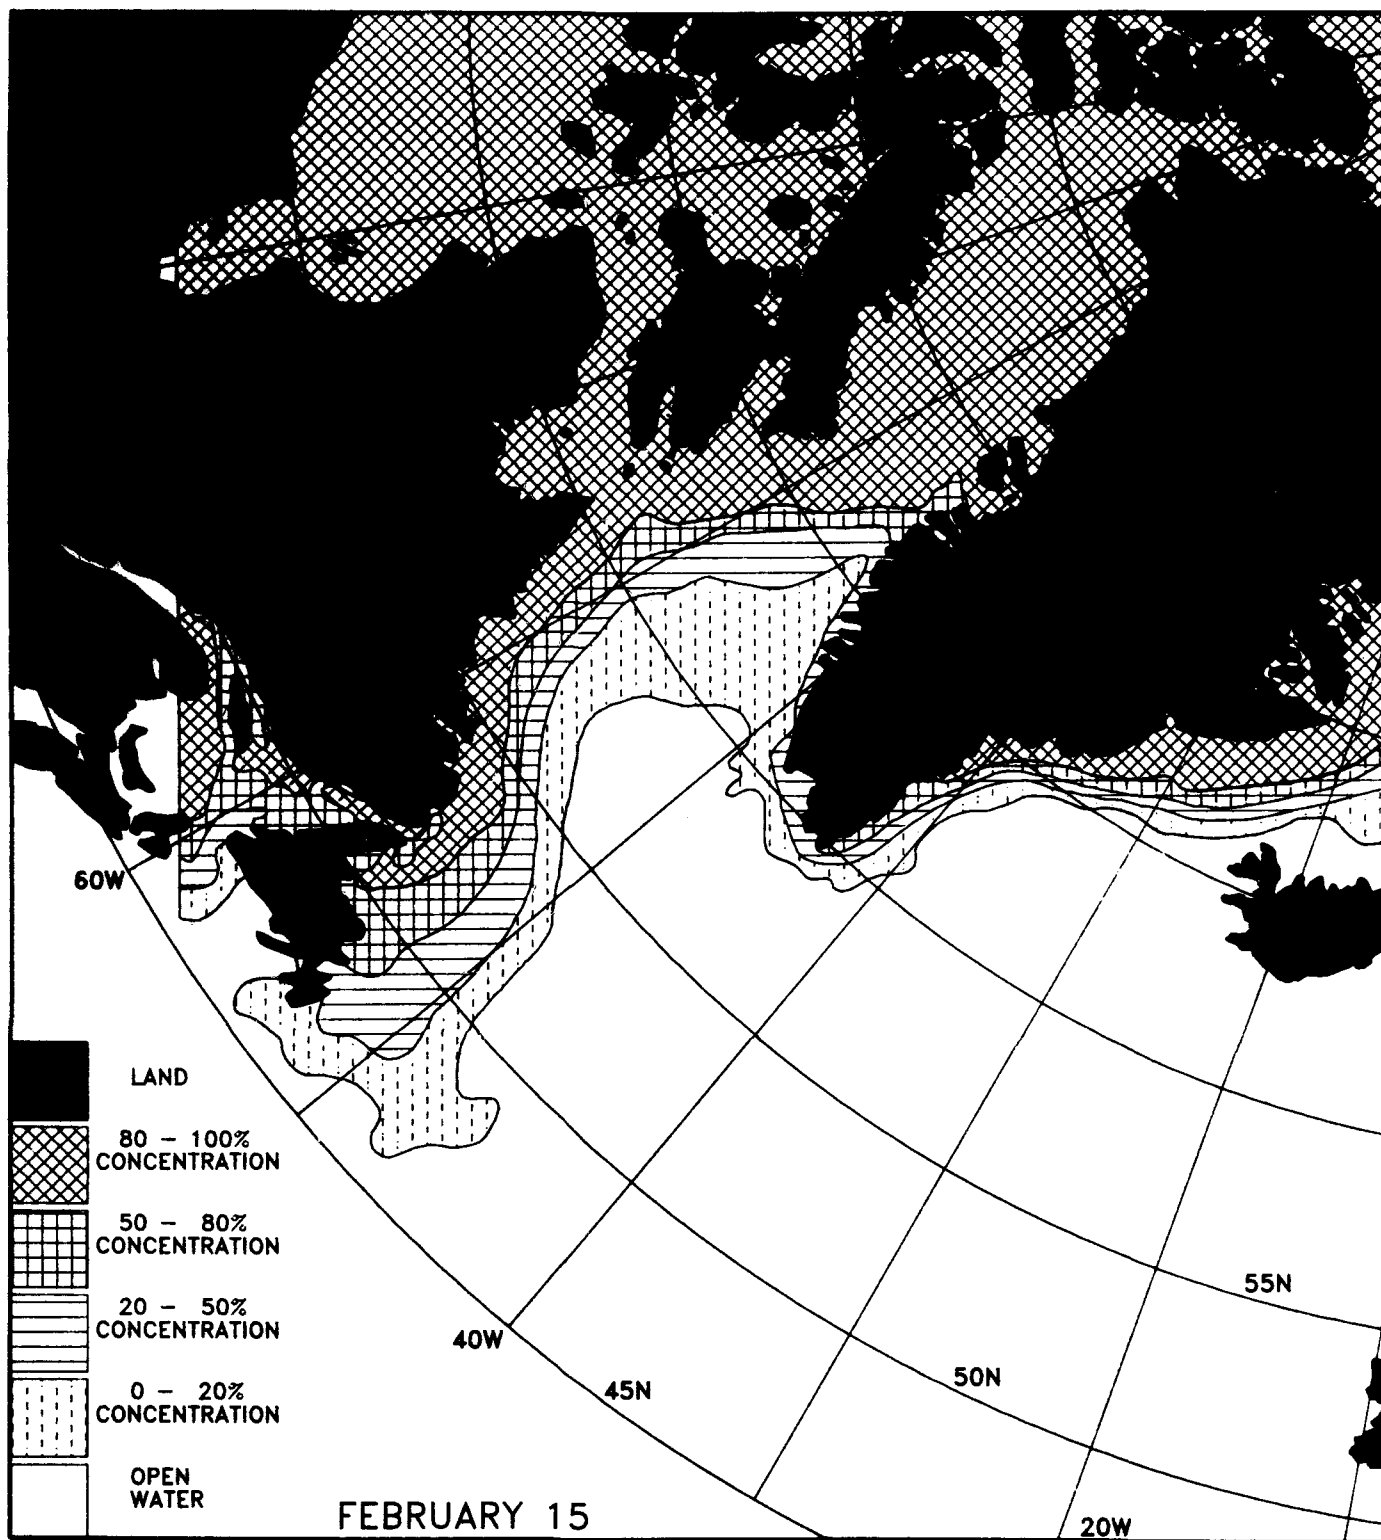 60W
LAND
80 – 100%
CONCENTRATION
50 – 80%
CONCENTRATION
20 – 50%
CONCENTRATION
0 – 20%
CONCENTRATION
OPEN
WATER
40W
45N
50N
55N
20W
FEBRUARY 15